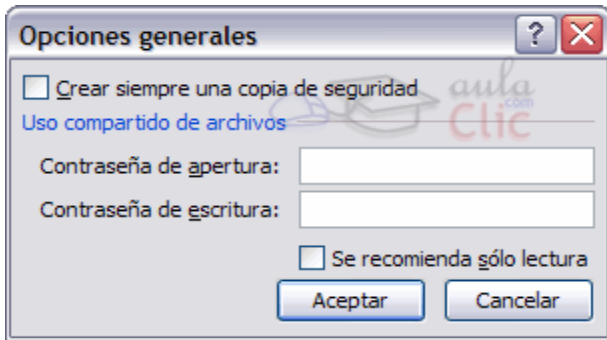 Opciones generales
?
Crear siempre una copia de seguridad
aula
.com
Clic
Uso compartido de archivos
Contraseña de apertura:
Contraseña de escritura:
Se recomienda sólo lectura
Aceptar
Cancelar